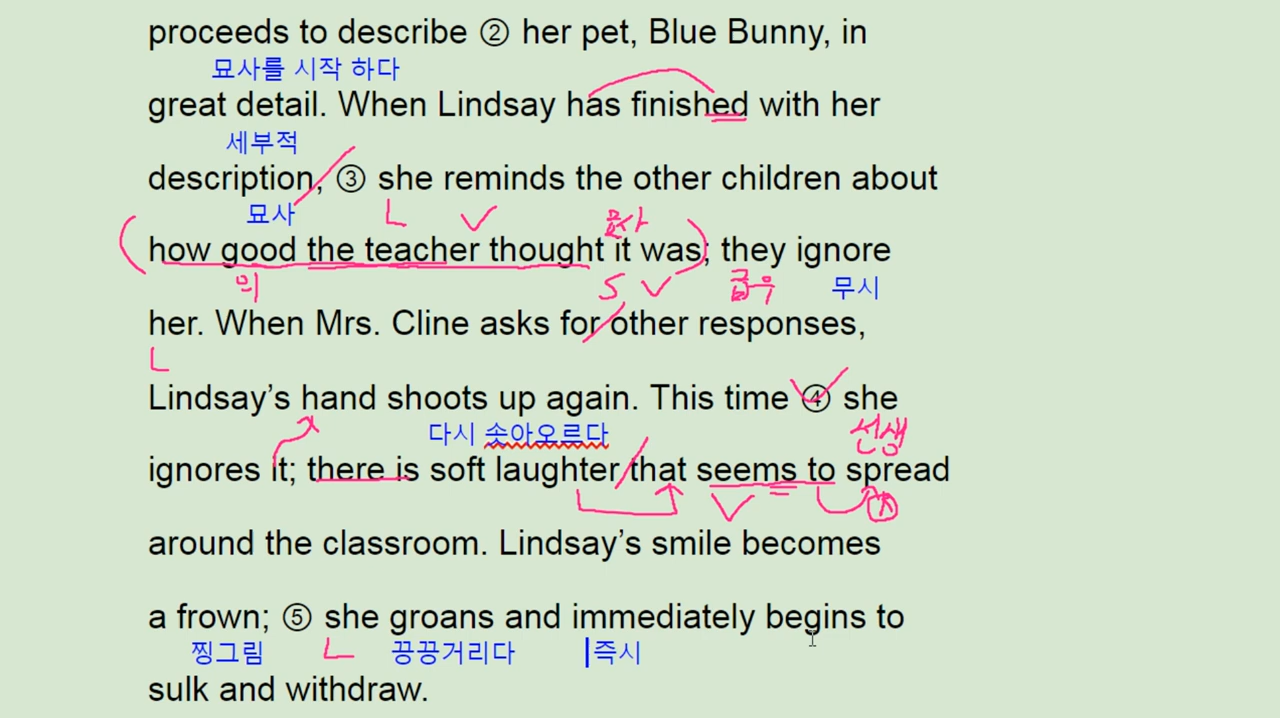 proceeds to describe ② her pet, Blue Bunny, in
묘사를 시작 하다
great detail. When Lindsay has finished with her
세부적
description, ③ she reminds the other children about
묘사 L V 묘사
(how good the teacher thought it was); they ignore
의 S V 급우 무시
her. When Mrs. Cline asks for other responses,
L
Lindsay’s hand shoots up again. This time ④ she
다시 솟아오르다 선생
ignores it; there is soft laughter that seems to spread
V
around the classroom. Lindsay’s smile becomes
a frown; ⑤ she groans and immediately begins to
찡그림 L 끙끙거리다 즉시
sulk and withdraw.